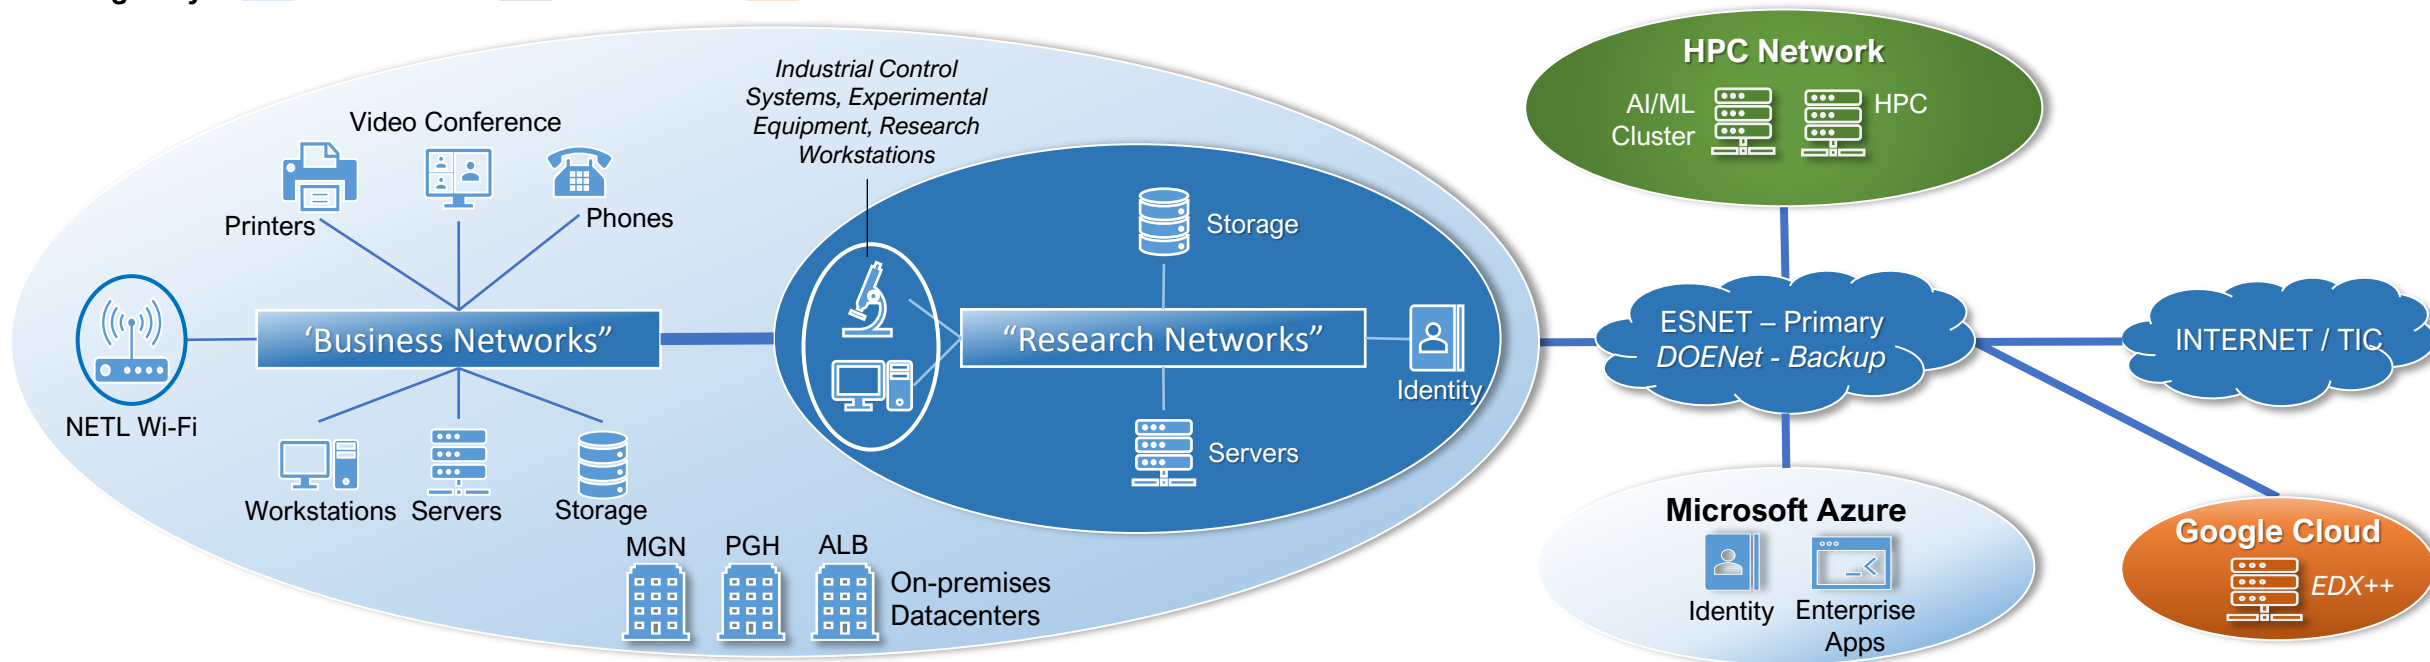 HPC Network
AI/ML
Cluster
HPC
Industrial Control
Systems, Experimental
Equipment, Research
Workstations
Video Conference
Printers
Phones
Storage
‘Business Networks”
“Research Networks”
ESNET – Primary
DOENet - Backup
INTERNET / TIC
NETL Wi-Fi
Identity
Servers
Workstations
Servers
Storage
MGN
PGH
ALB
On-premises
Datacenters
Microsoft Azure
Identity
Enterprise
Apps
Google Cloud
EDX++